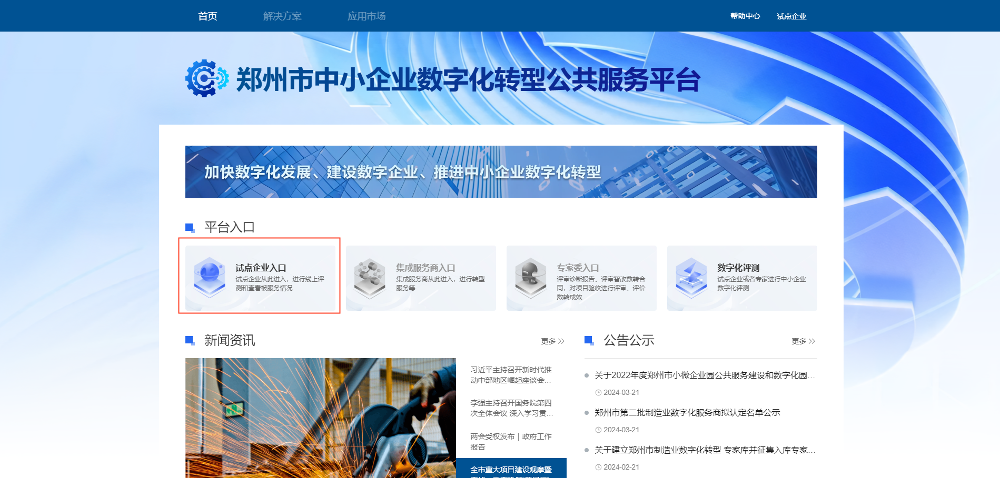 首页
解决方案
应用市场
帮助中心
试点企业
郑州市中小企业数字化转型公共服务平台
加快数字化发展、建设数字企业、推进中小企业数字化转型
平台入口
试点企业入口
试点企业从此进入，进行线上评
测和查看被服务情况
集成服务商入口
集成服务商从此进入，进行转型
服务等
专家委入口
评审诊断报告、评审智改数转合
同，对项目验收进行评审、评价
数转成效
数字化评测
试点企业或者专家进行中小企业
数字化评测
新闻资讯
更多
习近平主持召开新时代推
动中部地区崛起座谈会...
李强主持召开国务院第四
次全体会议 深入学习贯...
两会受权发布｜政府工作
报告
全市重大项目建设观摩暨
公告公示
更多
关于2022年度郑州市小微企业园公共服务建设和数字化园...
2024-03-21
郑州市第二批制造业数字化服务商拟认定名单公示
2024-03-21
关于建立郑州市制造业数字化转型 专家库并征集入库专家...
2024-02-21